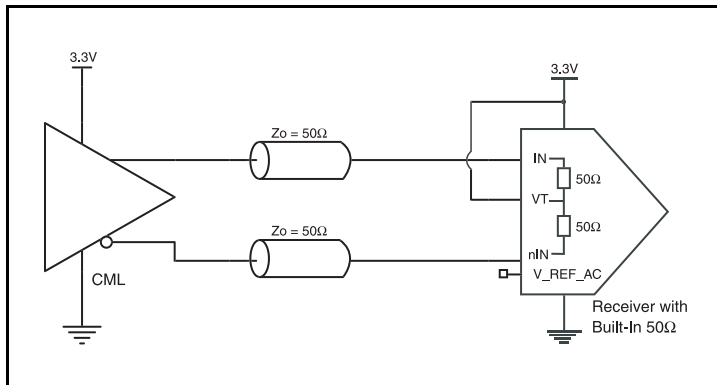 3.3V
3.3V
Zo = 50Ω
IN
50Ω
VT
50Ω
Zo = 50Ω
nIN
V_REF_AC
CML
Receiver with
Built-In 50Ω